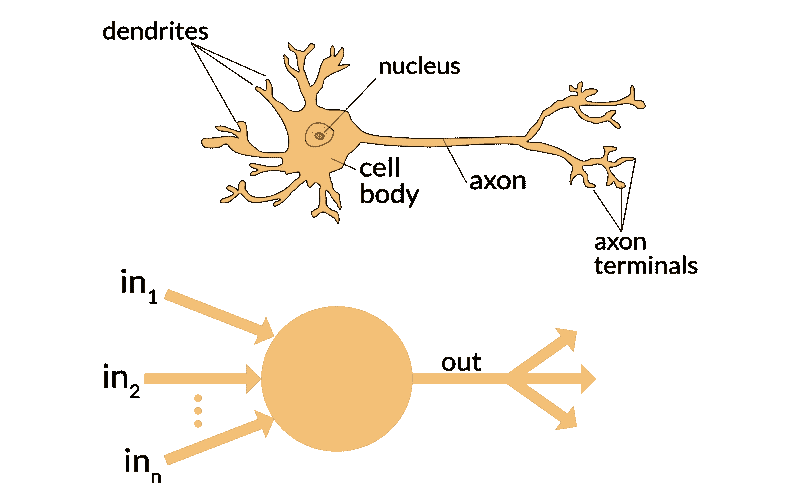 dendrites
nucleus
cell
body
axon
axon
terminals
in₁
out
in₂
inₙ